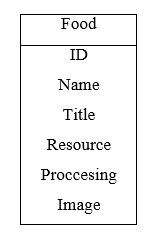 Food
ID
Name
Title
Resource
Proccesing
Image